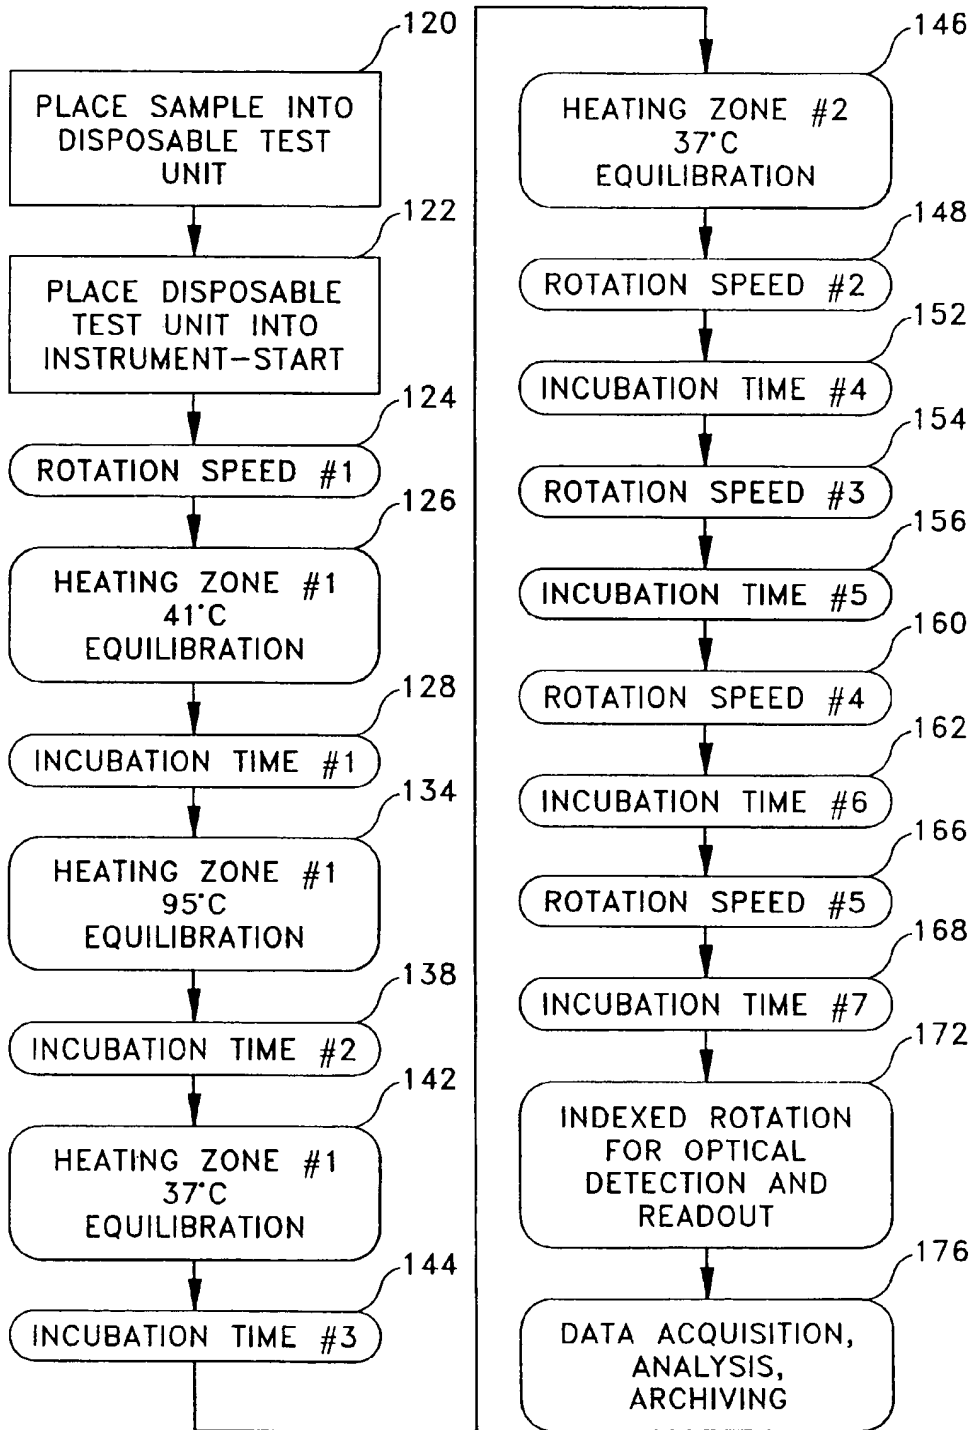 120
PLACE SAMPLE INTO
DISPOSABLE TEST
UNIT
122
PLACE DISPOSABLE
TEST UNIT INTO
INSTRUMENT-START
124
ROTATION SPEED #1
126
HEATING ZONE #1
41°C
EQUILIBRATION
128
INCUBATION TIME #1
134
HEATING ZONE #1
95°C
EQUILIBRATION
138
INCUBATION TIME #2
142
HEATING ZONE #1
37°C
EQUILIBRATION
144
INCUBATION TIME #3
146
HEATING ZONE #2
37°C
EQUILIBRATION
148
ROTATION SPEED #2
152
INCUBATION TIME #4
154
ROTATION SPEED #3
156
INCUBATION TIME #5
160
ROTATION SPEED #4
162
INCUBATION TIME #6
166
ROTATION SPEED #5
168
INCUBATION TIME #7
172
INDEXED ROTATION
FOR OPTICAL
DETECTION AND
READOUT
176
DATA ACQUISITION,
ANALYSIS,
ARCHIVING